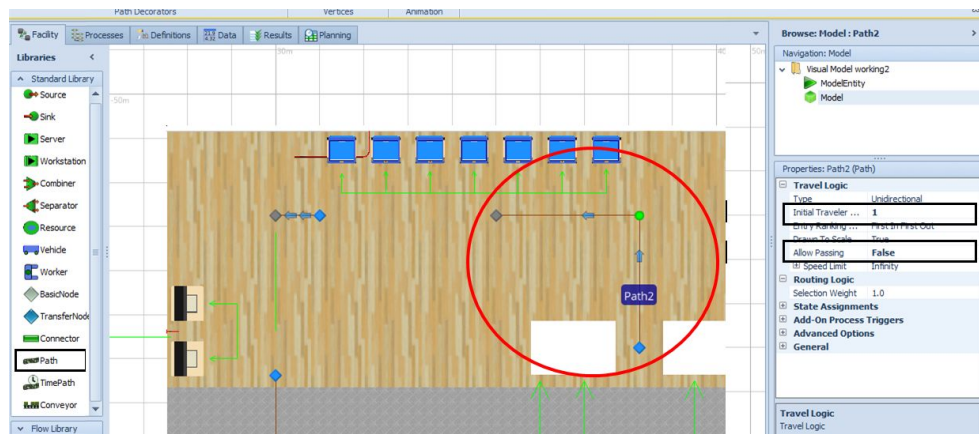 Path Decorators Vertices Animation
Facility Processes Definitions Data Results Planning
Libraries <
Standard Library
Source
Sink
Server
Workstation
Combiner
Separator
Resource
Vehicle
Worker
BasicNode
TransferNode
Connector
Path
TimePath
Conveyor
Flow Library
Path2
Browse: Model : Path2 >
Navigation: Model
Visual Model working2
ModelEntity
Model
Properties: Path2 (Path)
Travel Logic
Type Unidirectional
Initial Traveler ... 1
Entry Ranking ... First In First Out
Drawn To Scale True
Allow Passing False
Speed Limit Infinity
Routing Logic
Selection Weight 1.0
State Assignments
Add-On Process Triggers
Advanced Options
General
Travel Logic
Travel Logic